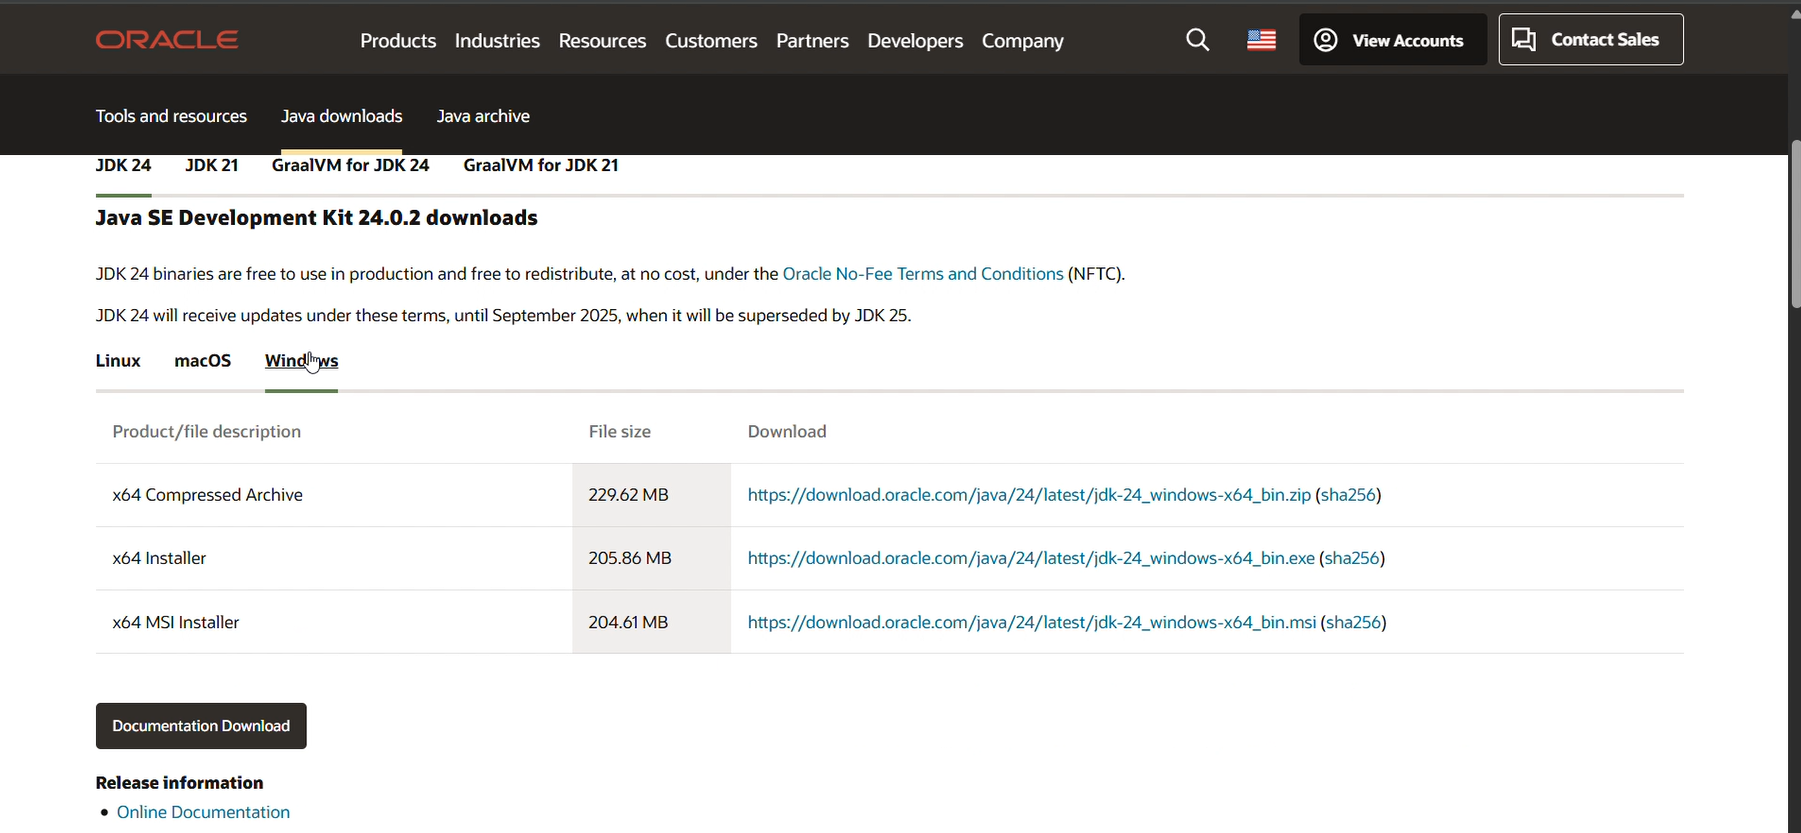 ORACLE
Products Industries Resources Customers Partners Developers Company
View Accounts
Contact Sales
Tools and resources Java downloads Java archive
JDK 24 JDK 21 GraalVM for JDK 24 GraalVM for JDK 21
Java SE Development Kit 24.0.2 downloads
JDK 24 binaries are free to use in production and free to redistribute, at no cost, under the Oracle No-Fee Terms and Conditions (NFTC).
JDK 24 will receive updates under these terms, until September 2025, when it will be superseded by JDK 25.
Linux macOS Windows
Product/file description File size Download
x64 Compressed Archive 229.62 MB https://download.oracle.com/java/24/latest/jdk-24_windows-x64_bin.zip (sha256)
x64 Installer 205.86 MB https://download.oracle.com/java/24/latest/jdk-24_windows-x64_bin.exe (sha256)
x64 MSI Installer 204.61 MB https://download.oracle.com/java/24/latest/jdk-24_windows-x64_bin.msi (sha256)
Documentation Download
Release information
• Online Documentation